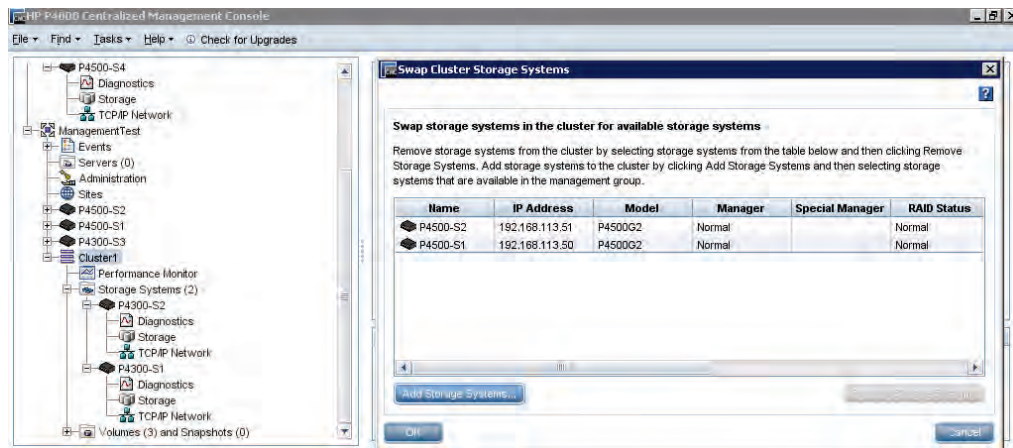 HP P4000 Centralized Management Console
File Find Tasks Help Check for Upgrades
P4500-S4
Diagnostics
Storage
TCP/IP Network
ManagementTest
Events
Servers (0)
Administration
Sites
P4500-S2
P4500-S1
P4300-S3
Cluster1
Performance Monitor
Storage Systems (2)
P4300-S2
Diagnostics
Storage
TCP/IP Network
P4300-S1
Diagnostics
Storage
TCP/IP Network
Volumes (3) and Snapshots (0)
Swap Cluster Storage Systems
?
Swap storage systems in the cluster for available storage systems
Remove storage systems from the cluster by selecting storage systems from the table below and then clicking Remove
Storage Systems. Add storage systems to the cluster by clicking Add Storage Systems and then selecting storage
systems that are available in the management group.
Name IP Address Model Manager Special Manager RAID Status
P4500-S2 192.168.113.51 P4500G2 Normal Normal
P4500-S1 192.168.113.50 P4500G2 Normal Normal
Add Storage Systems...
OK Cancel